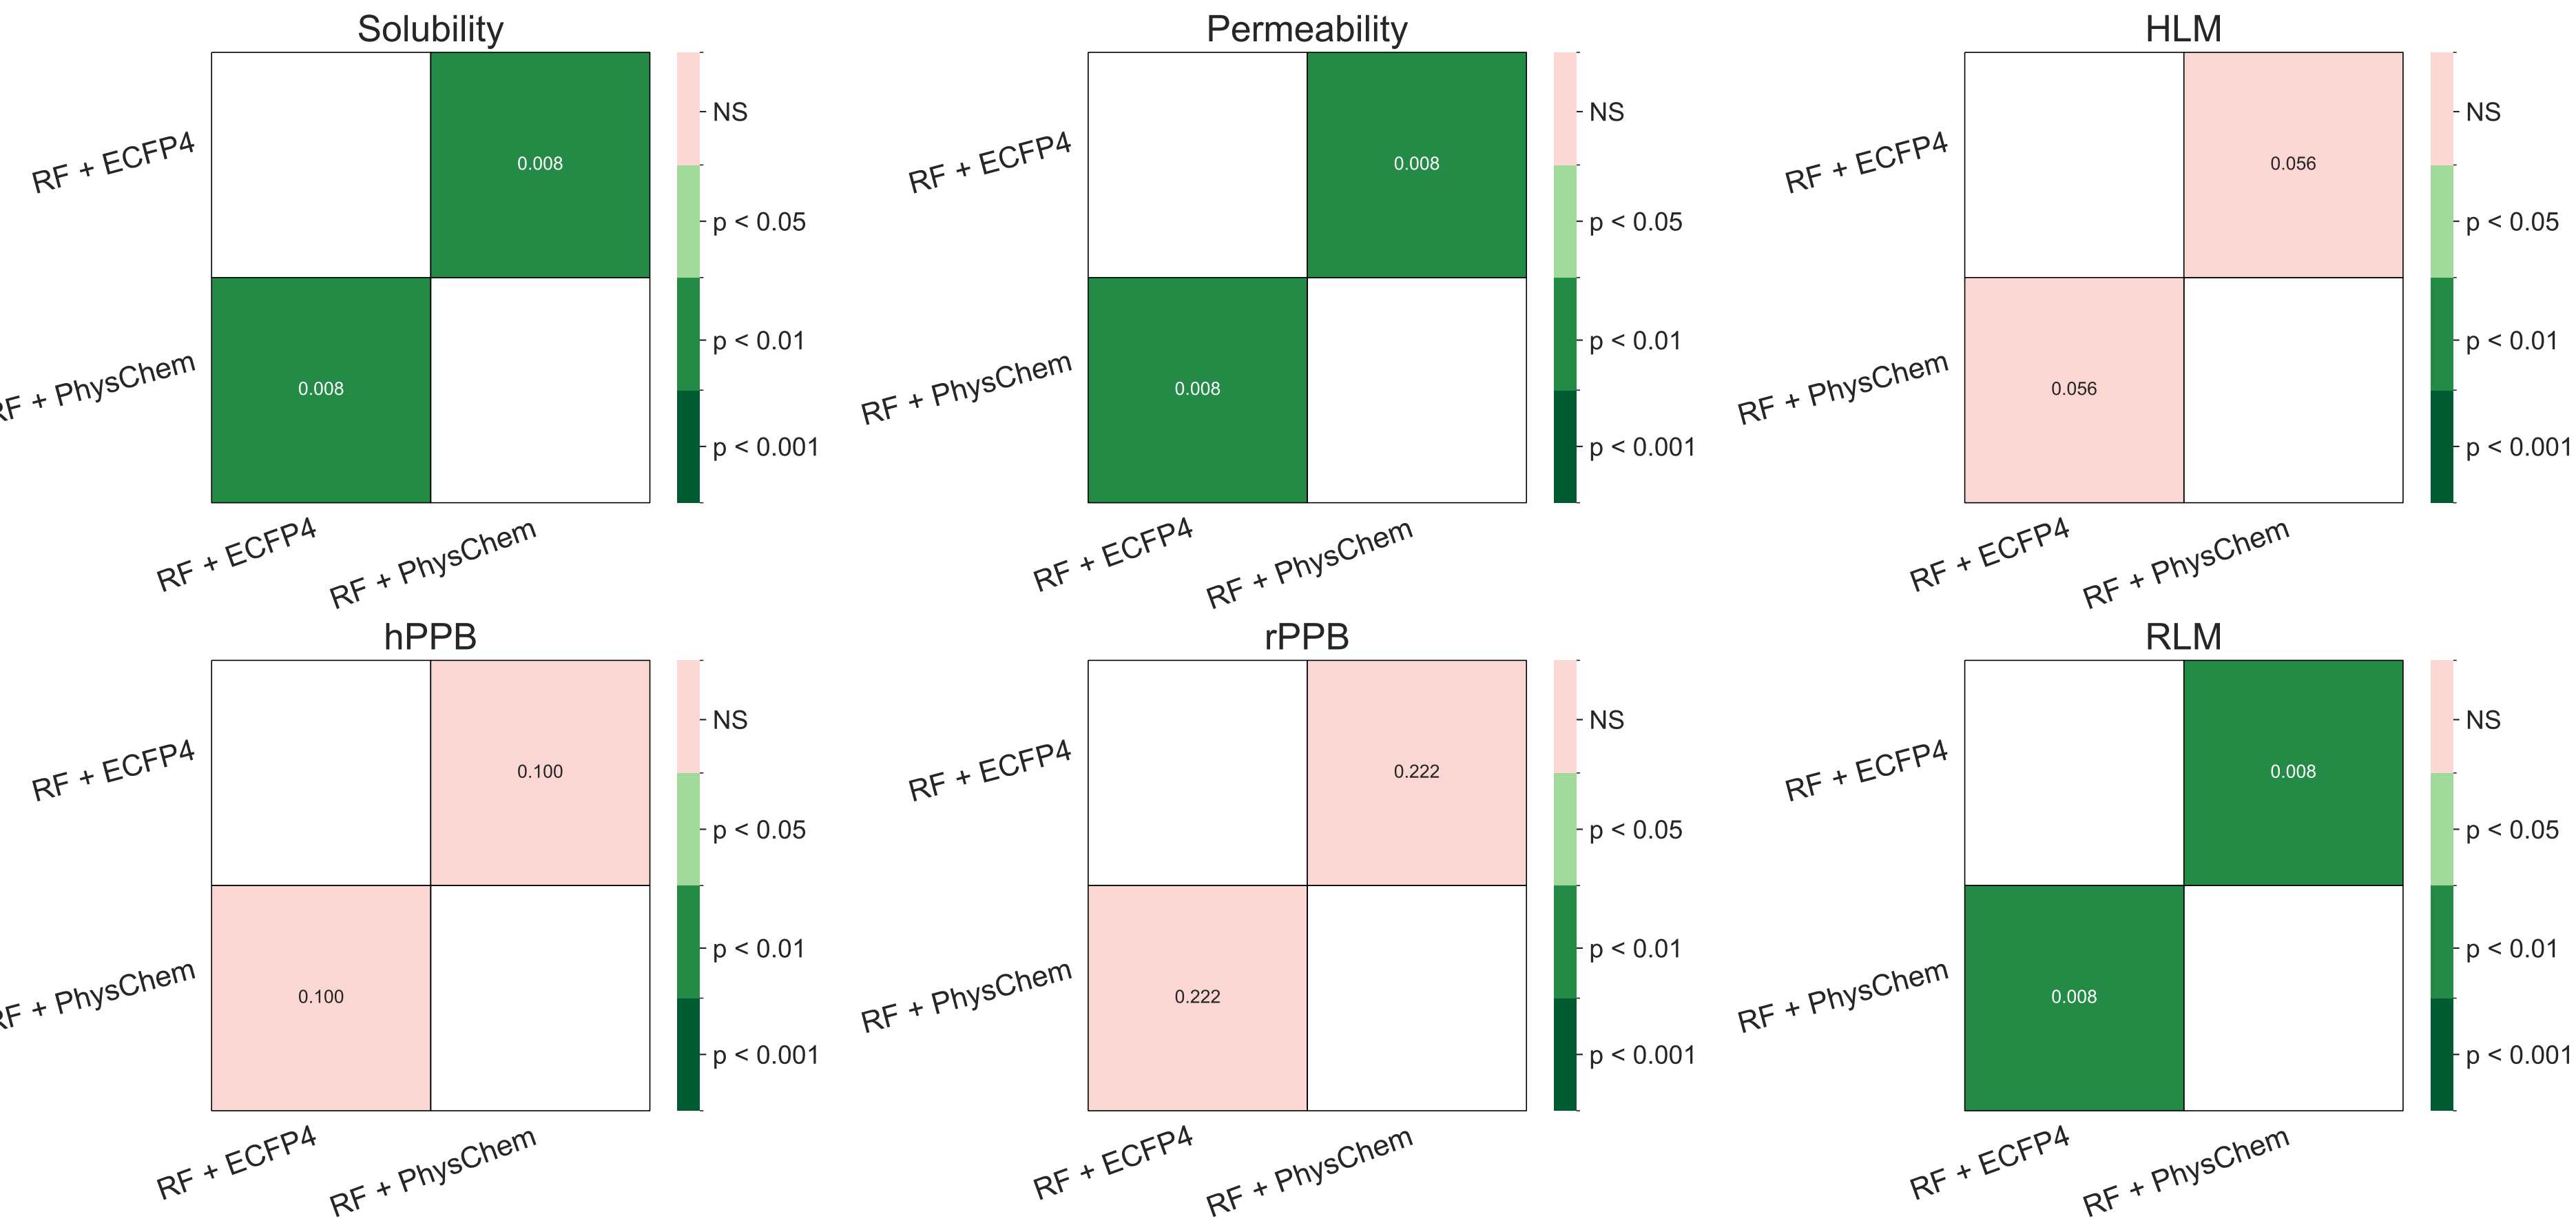 Solubility
RF + ECFP4
0.008
RF + PhysChem
0.008
RF + ECFP4
RF + PhysChem
NS
p < 0.05
p < 0.01
p < 0.001
Permeability
RF + ECFP4
0.008
RF + PhysChem
0.008
RF + ECFP4
RF + PhysChem
NS
p < 0.05
p < 0.01
p < 0.001
HLM
RF + ECFP4
0.056
RF + PhysChem
0.056
RF + ECFP4
RF + PhysChem
NS
p < 0.05
p < 0.01
p < 0.001
hPPB
RF + ECFP4
0.100
RF + PhysChem
0.100
RF + ECFP4
RF + PhysChem
NS
p < 0.05
p < 0.01
p < 0.001
rPPB
RF + ECFP4
0.222
RF + PhysChem
0.222
RF + ECFP4
RF + PhysChem
NS
p < 0.05
p < 0.01
p < 0.001
RLM
RF + ECFP4
0.008
RF + PhysChem
0.008
RF + ECFP4
RF + PhysChem
NS
p < 0.05
p < 0.01
p < 0.001